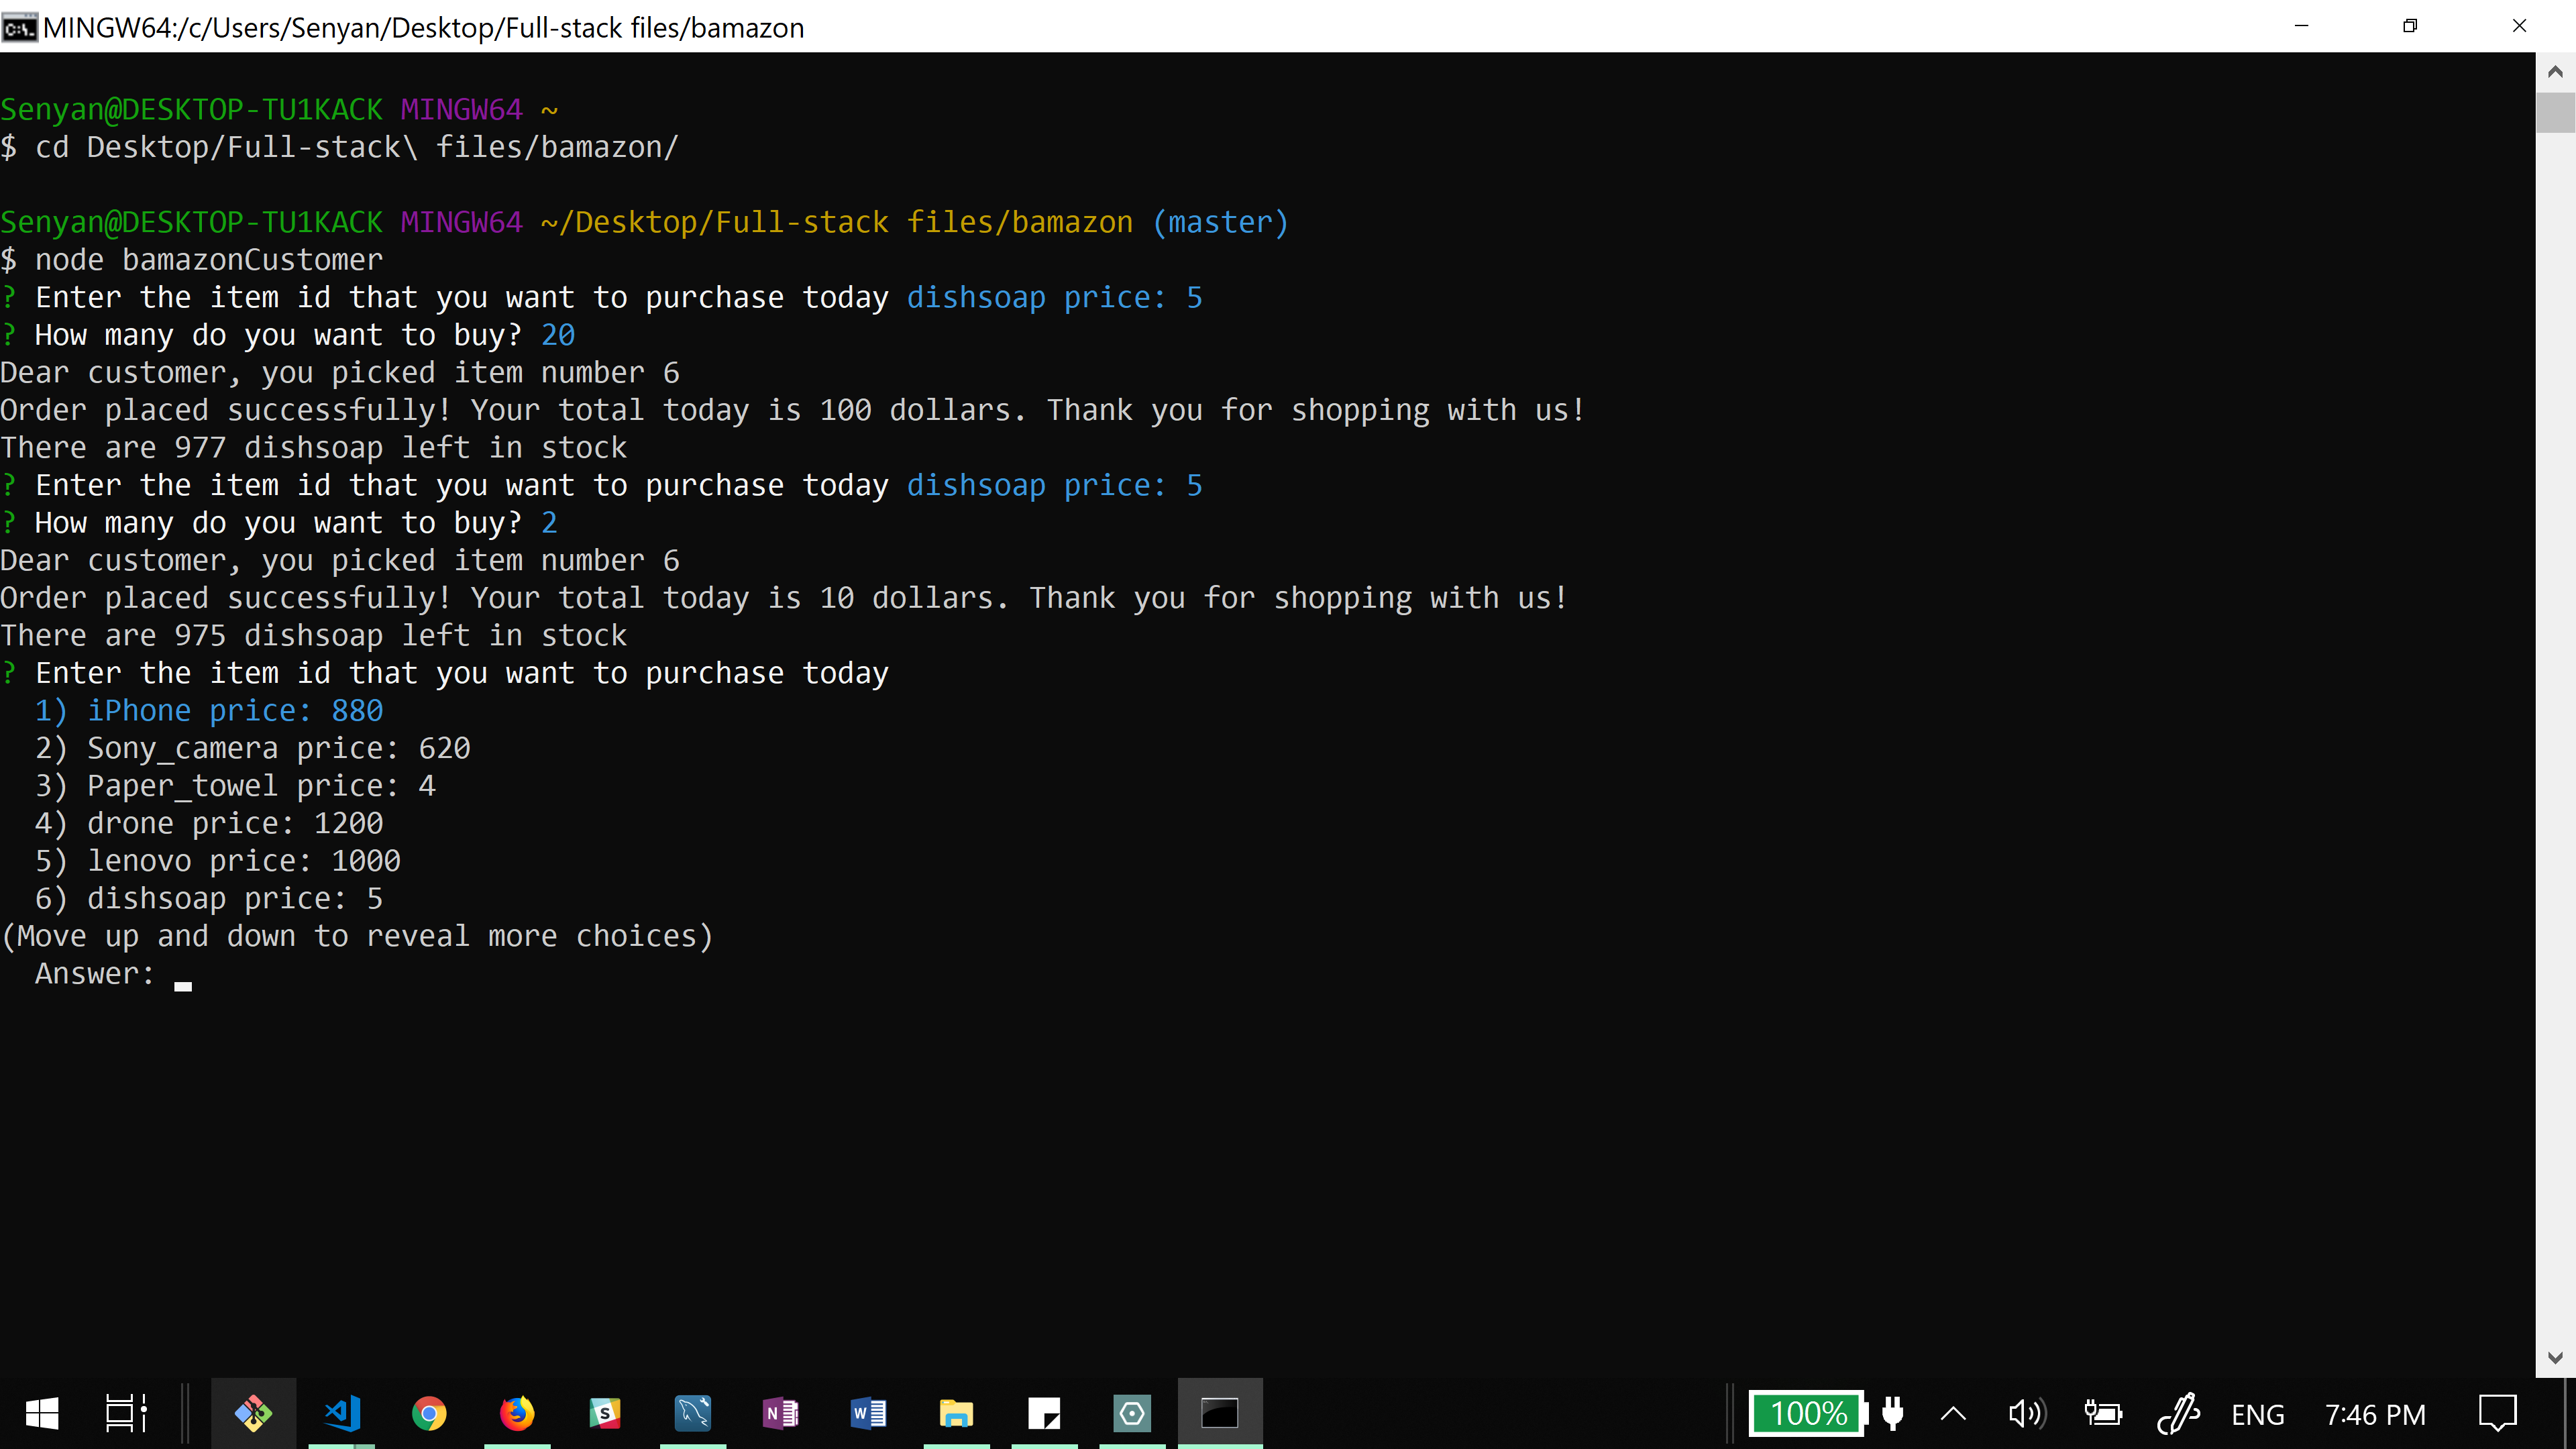 MINGW64:/c/Users/Senyan/Desktop/Full-stack files/bamazon
Senyan@DESKTOP-TU1KACK MINGW64 ~
$ cd Desktop/Full-stack\ files/bamazon/
Senyan@DESKTOP-TU1KACK MINGW64 ~/Desktop/Full-stack files/bamazon (master)
$ node bamazonCustomer
? Enter the item id that you want to purchase today dishsoap price: 5
? How many do you want to buy? 20
Dear customer, you picked item number 6
Order placed successfully! Your total today is 100 dollars. Thank you for shopping with us!
There are 977 dishsoap left in stock
? Enter the item id that you want to purchase today dishsoap price: 5
? How many do you want to buy? 2
Dear customer, you picked item number 6
Order placed successfully! Your total today is 10 dollars. Thank you for shopping with us!
There are 975 dishsoap left in stock
? Enter the item id that you want to purchase today
1) iPhone price: 880
2) Sony_camera price: 620
3) Paper_towel price: 4
4) drone price: 1200
5) lenovo price: 1000
6) dishsoap price: 5
(Move up and down to reveal more choices)
Answer:
100% ENG 7:46 PM